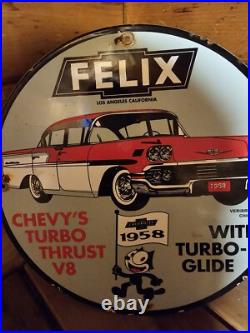 FELIX
LOS ANGELES CALIFORNIA
1958
CHEVY'S
TURBO
THRUST
V8
1958
WITH
TURBO-
GLIDE